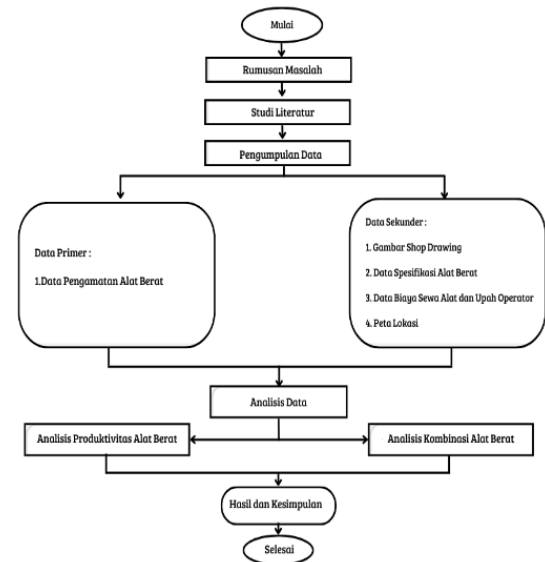 Mulai
Rumusan Masalah
Studi Literatur
Pengumpulan Data
Data Primer :
1.Data Pengamatan Alat Berat
Data Sekunder :
1. Gambar Shop Drawing
2. Data Spesifikasi Alat Berat
3. Data Biaya Sewa Alat dan Upah Operator
4. Peta Lokasi
Analisis Data
Analisis Produktivitas Alat Berat
Analisis Kombinasi Alat Berat
Hasil dan Kesimpulan
Selesai